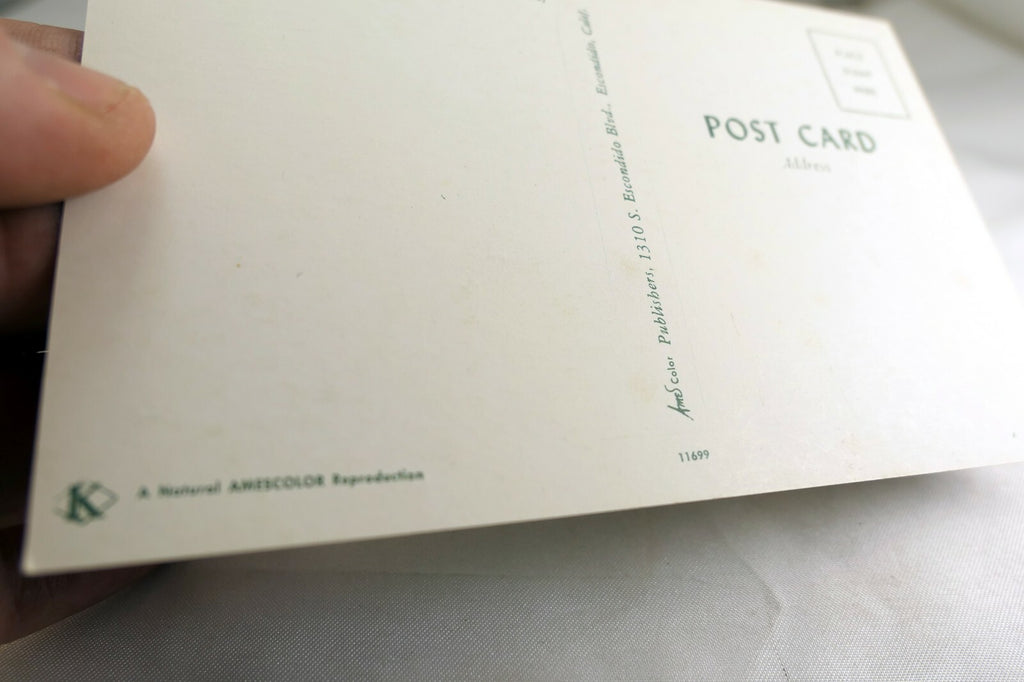 PLACE
STAMP
HERE
POST CARD
Address
AmesColor Publishers, 1310 S. Escondido Blvd., Escondido, Calif.
11699
K
A Natural AMESCOLOR Reproduction